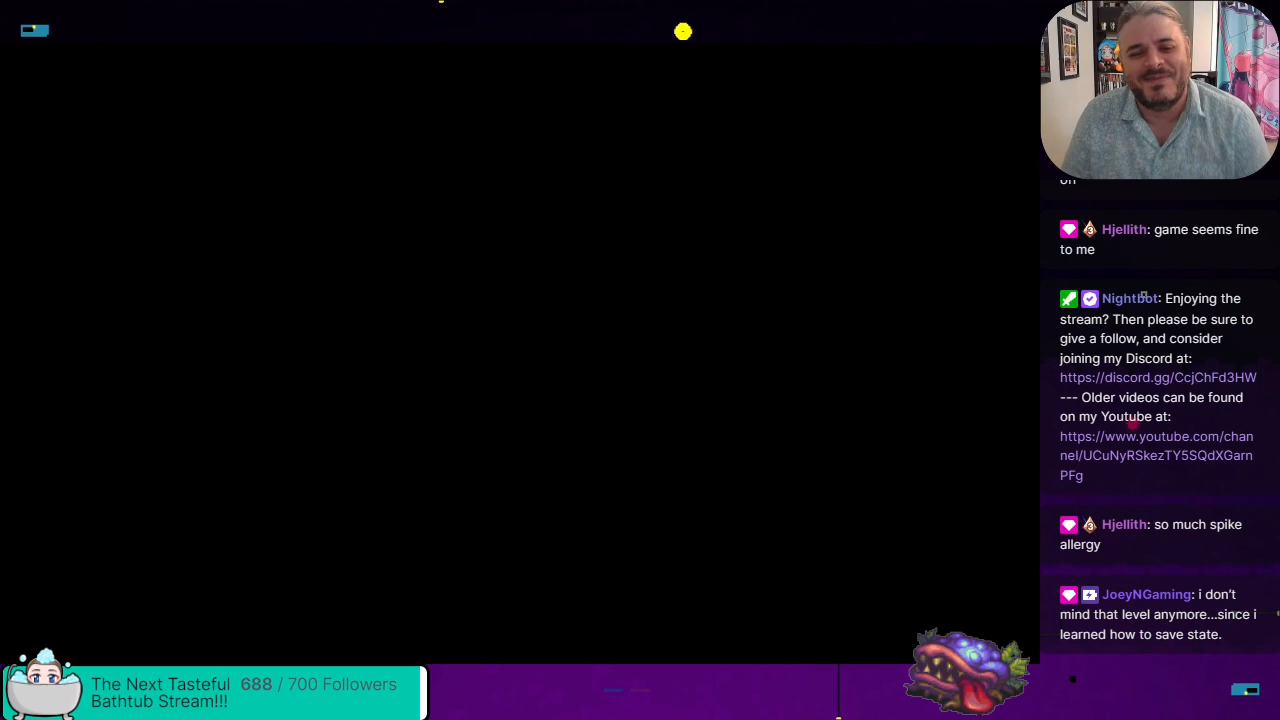 on
Hjellith: game seems fine
to me
Nightbot: Enjoying the
stream? Then please be sure to
give a follow, and consider
joining my Discord at:
https://discord.gg/CcjChFd3HW
--- Older videos can be found
on my Youtube at:
https://www.youtube.com/chan
nel/UCuNyRSkezTY5SQdXGarn
PFg
Hjellith: so much spike
allergy
JoeyNGaming: i don't
mind that level anymore...since i
learned how to save state.
The Next Tasteful 688 / 700 Followers
Bathtub Stream!!!